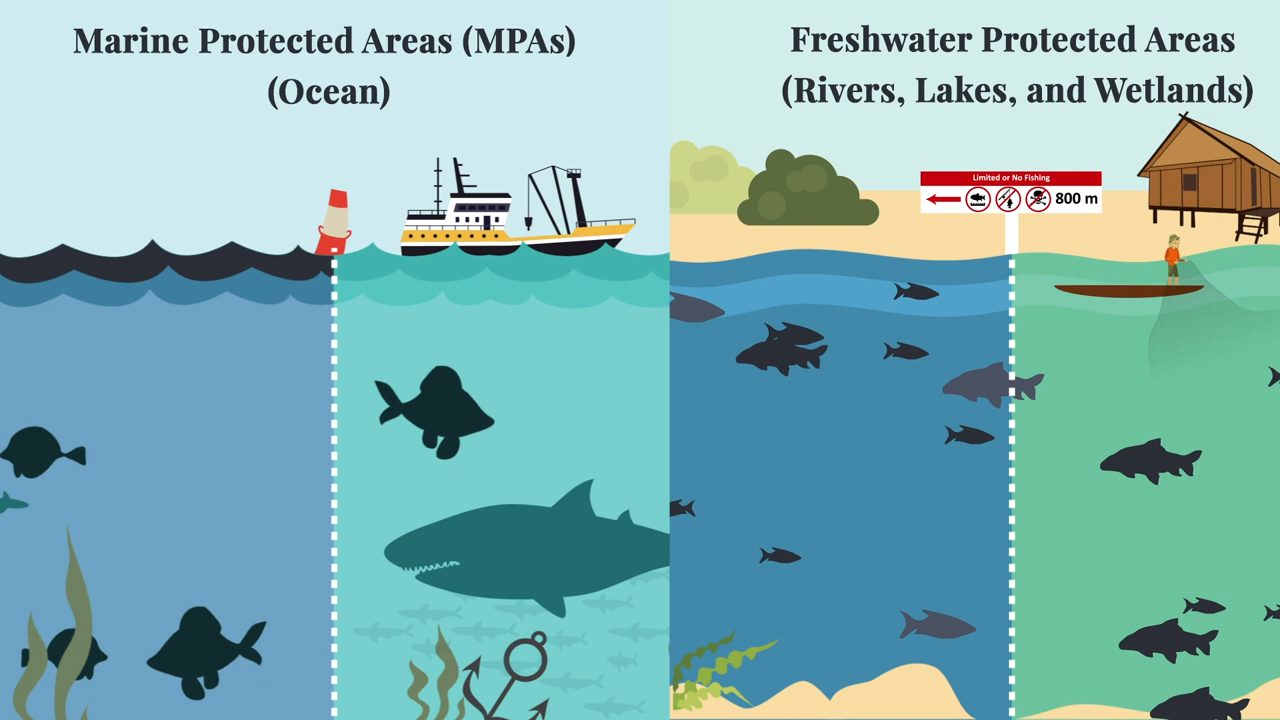 Marine Protected Areas (MPAs)
(Ocean)
Freshwater Protected Areas
(Rivers, Lakes, and Wetlands)
Limited or No Fishing
800 m